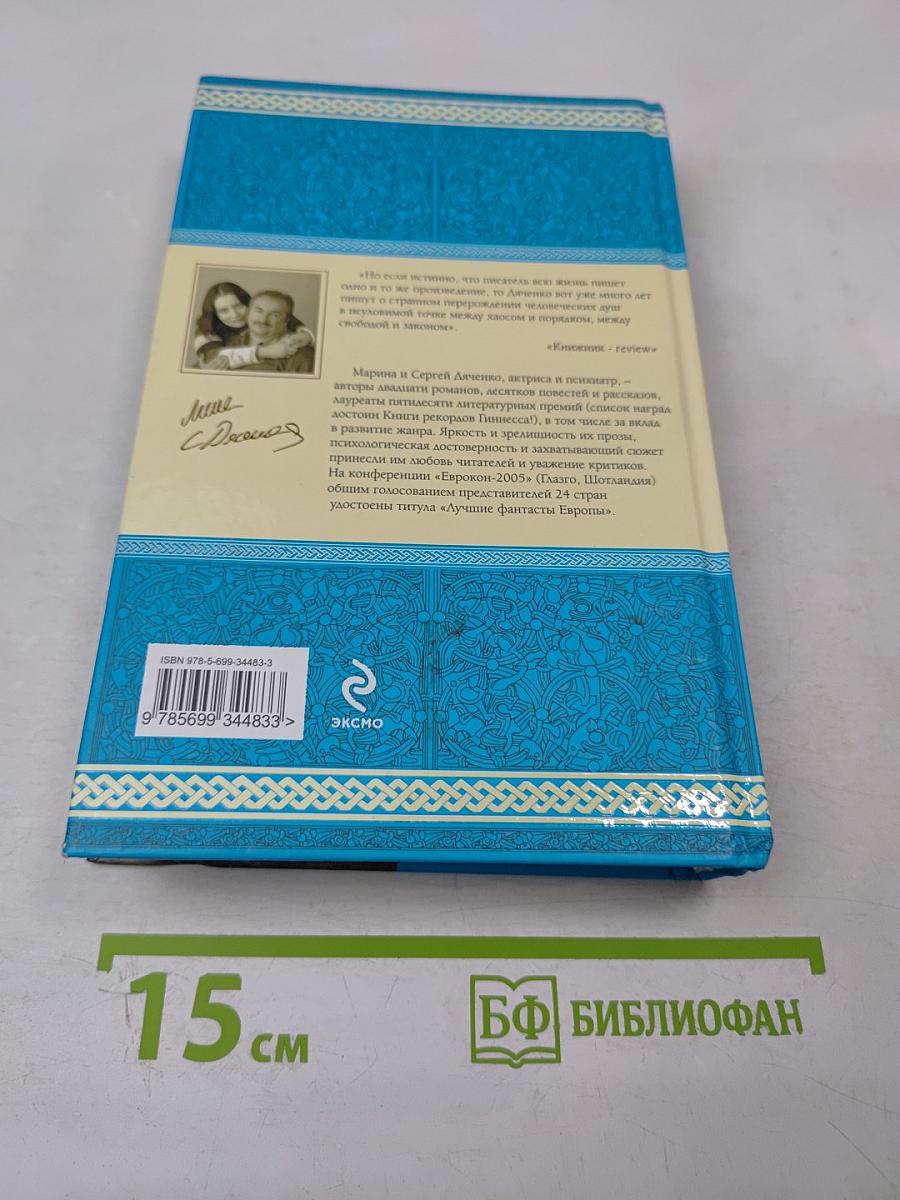 «Но если истинно, что писатель всю жизнь пишет
одно и то же произведение, то Дяченко вот уже много лет
пишут о странном перерождении человеческих душ
в неуловимой точке между хаосом и порядком, между
свободой и законом».
«Книжник - review»
Марина и Сергей Дяченко, актриса и психиатр, –
авторы двадцати романов, десятков повестей и рассказов,
лауреаты пятидесяти литературных премий (список наград
достоин Книги рекордов Гиннесса!), в том числе за вклад
в развитие жанра. Яркость и зрелищность их прозы,
психологическая достоверность и захватывающий сюжет
принесли им любовь читателей и уважение критиков.
На конференции «Еврокон-2005» (Глазго, Шотландия)
общим голосованием представителей 24 стран
удостоены титула «Лучшие фантасты Европы».
ISBN 978-5-699-34483-3
9 785699 344833 >
ЭКСМО
15 см
БФ БИБЛИОФАН